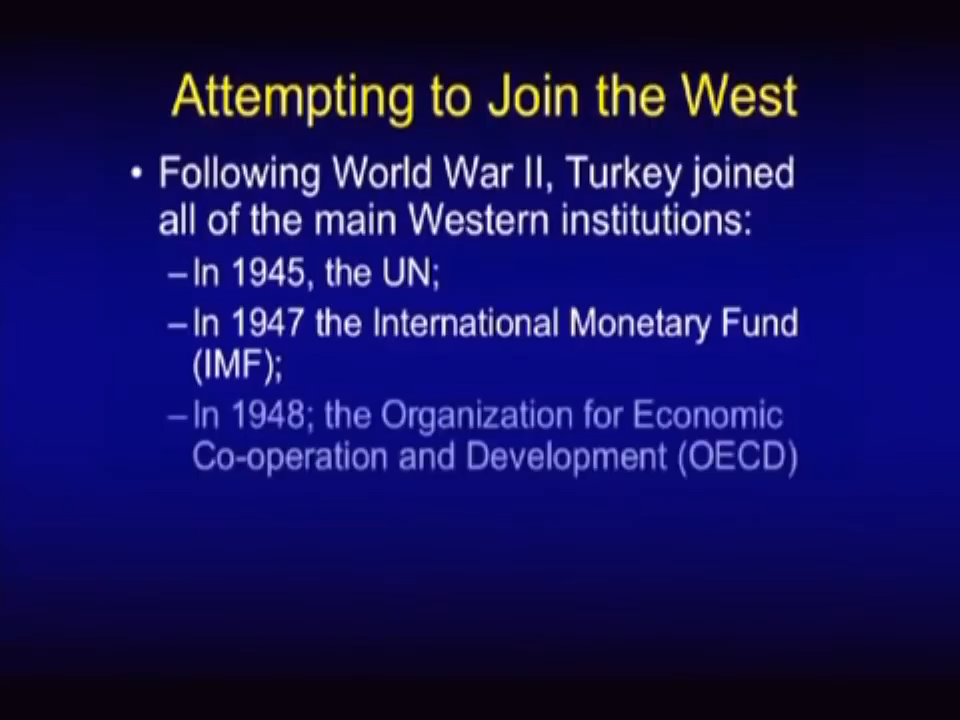 Attempting to Join the West
• Following World War II, Turkey joined
all of the main Western institutions:
–In 1945, the UN;
–In 1947 the International Monetary Fund
(IMF);
–In 1948; the Organization for Economic
Co-operation and Development (OECD)